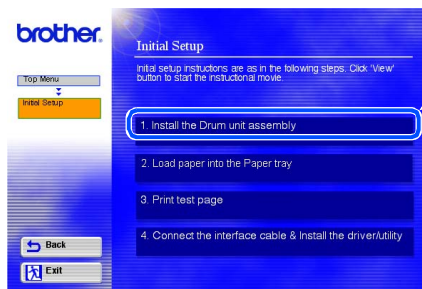 brother.
Top Menu
Initial Setup
Back
Exit
Initial Setup
Initial setup instructions are as in the following steps. Click 'View'
button to start the instructional movie.
1. Install the Drum unit assembly
2. Load paper into the Paper tray
3. Print test page
4. Connect the interface cable & Install the driver/utility